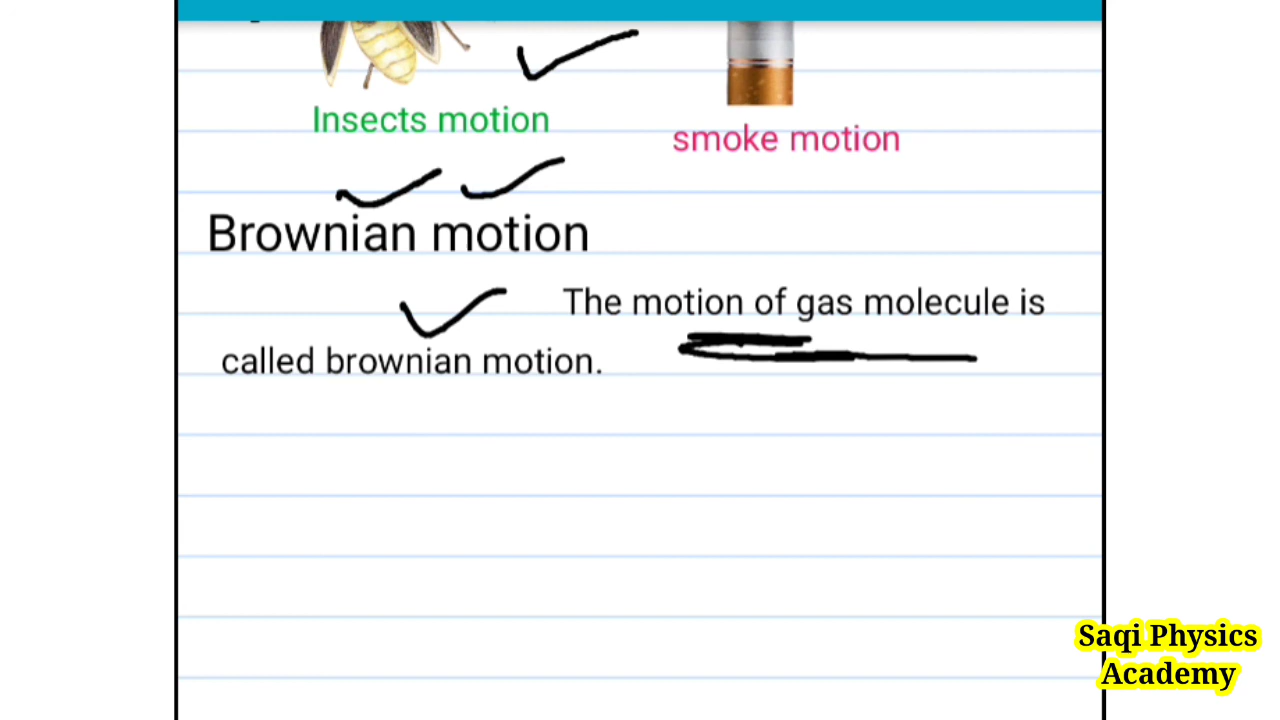 Insects motion
smoke motion
Brownian motion
The motion of gas molecule is
called brownian motion.
Saqi Physics
Academy